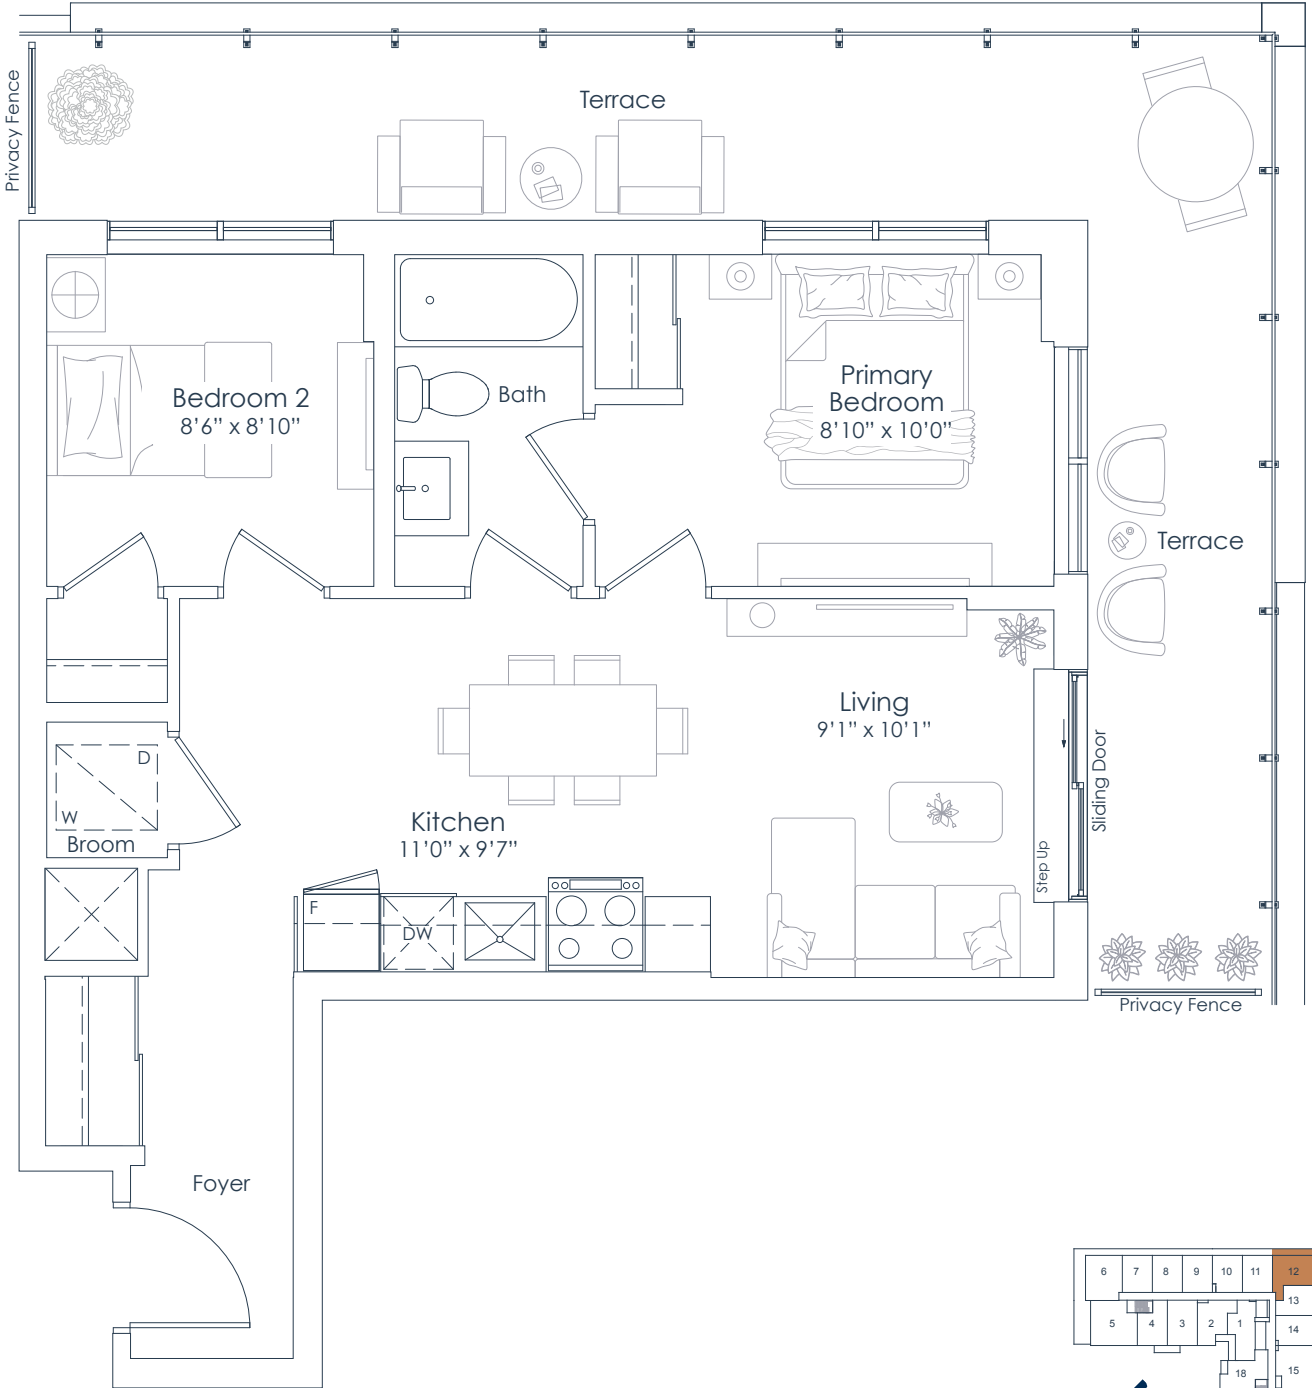 Terrace
Privacy Fence
Bedroom 2
8'6" x 8'10"
Bath
Primary
Bedroom
8'10" x 10'0"
Terrace
Living
9'1" x 10'1"
Sliding Door
Step Up
D
W
Broom
Kitchen
11'0" x 9'7"
F
DW
Privacy Fence
Foyer
6 7 8 9 10 11 12
13
5 4 3 2 1 14
18 15